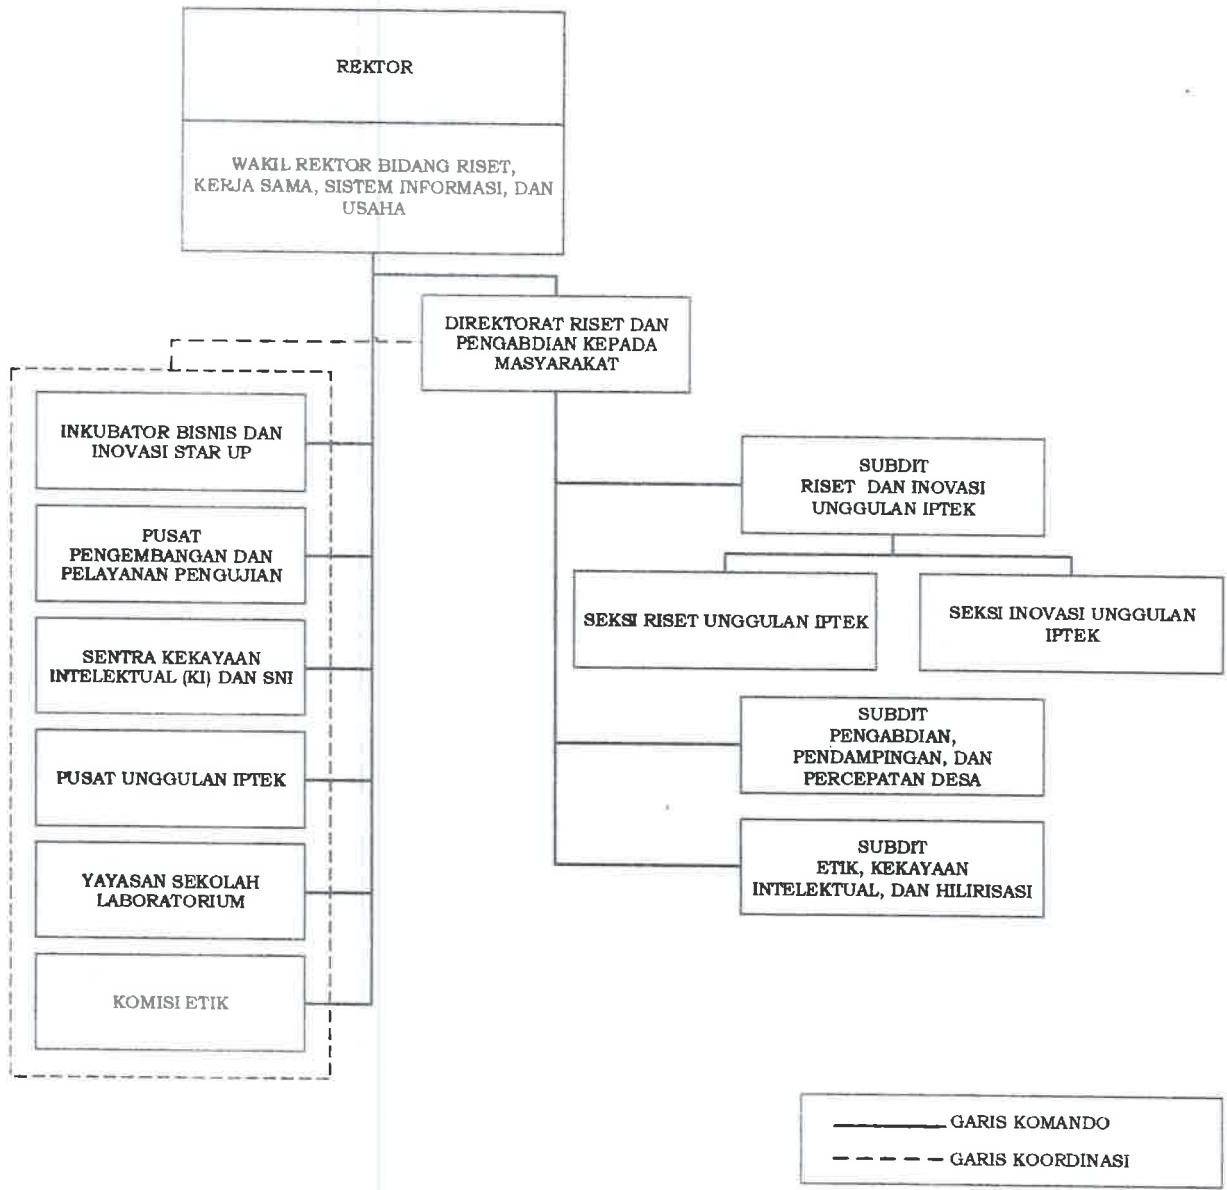 REKTOR
WAKIL REKTOR BIDANG RISET,
KERJA SAMA, SISTEM INFORMASI, DAN
USAHA
DIREKTORAT RISET DAN
PENGABDIAN KEPADA
MASYARAKAT
INKUBATOR BISNIS DAN
INOVASI STAR UP
PUSAT
PENGEMBANGAN DAN
PELAYANAN PENGUJIAN
SENTRA KEKAYAAN
INTELEKTUAL (KI) DAN SNI
PUSAT UNGGULAN IPTEK
YAYASAN SEKOLAH
LABORATORIUM
KOMISI ETIK
SUBDIT
RISET DAN INOVASI
UNGGULAN IPTEK
SEKSI RISET UNGGULAN IPTEK
SEKSI INOVASI UNGGULAN
IPTEK
SUBDIT
PENGABDIAN,
PENDAMPINGAN, DAN
PERCEPATAN DESA
SUBDIT
ETIK, KEKAYAAN
INTELEKTUAL, DAN HILIRISASI
GARIS KOMANDO
GARIS KOORDINASI